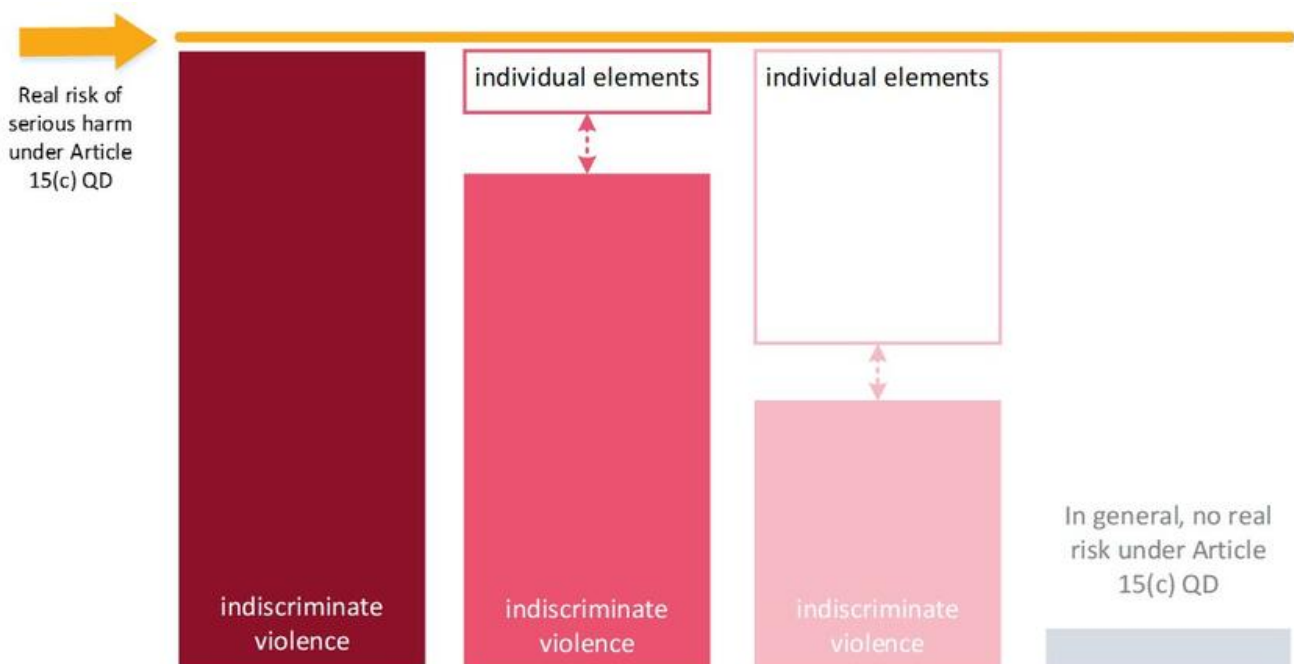 Real risk of
serious harm
under Article
15(c) QD
individual elements
individual elements
indiscriminate
violence
indiscriminate
violence
indiscriminate
violence
In general, no real
risk under Article
15(c) QD